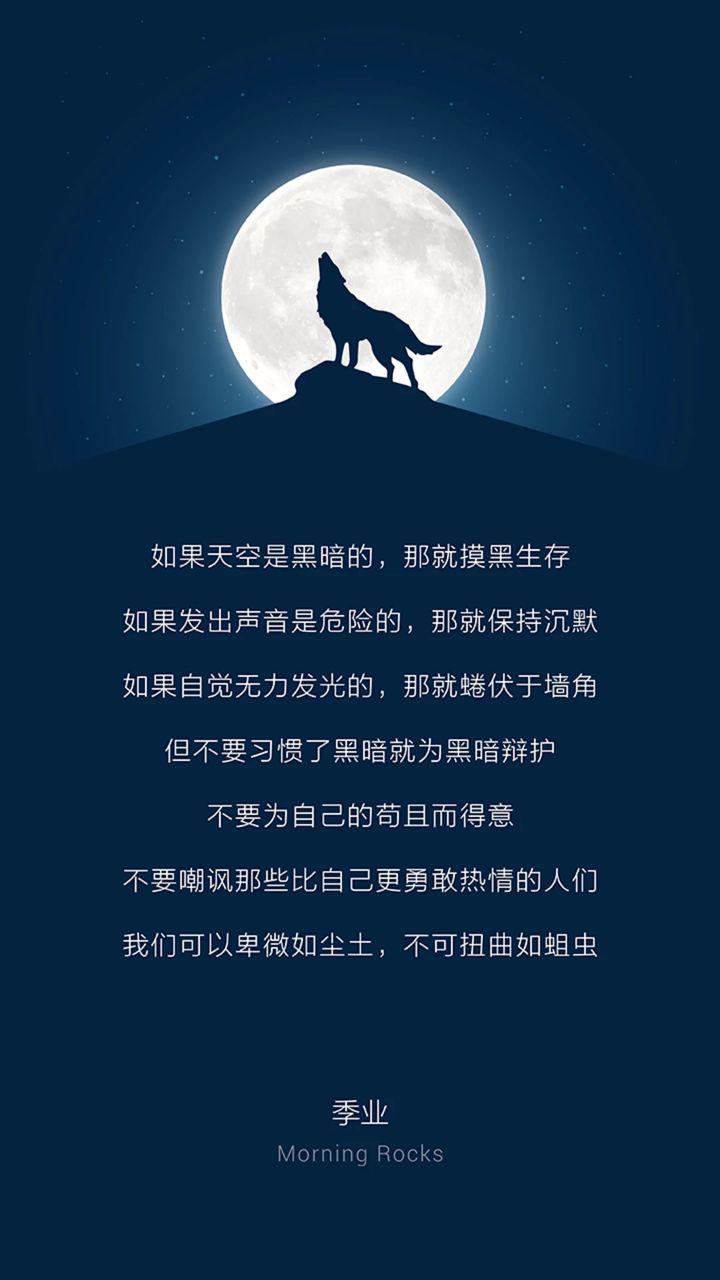 如果天空是黑暗的，那就摸黑生存
如果发出声音是危险的，那就保持沉默
如果自觉无力发光的，那就蜷伏于墙角
但不要习惯了黑暗就为黑暗辩护
不要为自己的苟且而得意
不要嘲讽那些比自己更勇敢热情的人们
我们可以卑微如尘土，不可扭曲如蛆虫
季业
Morning Rocks